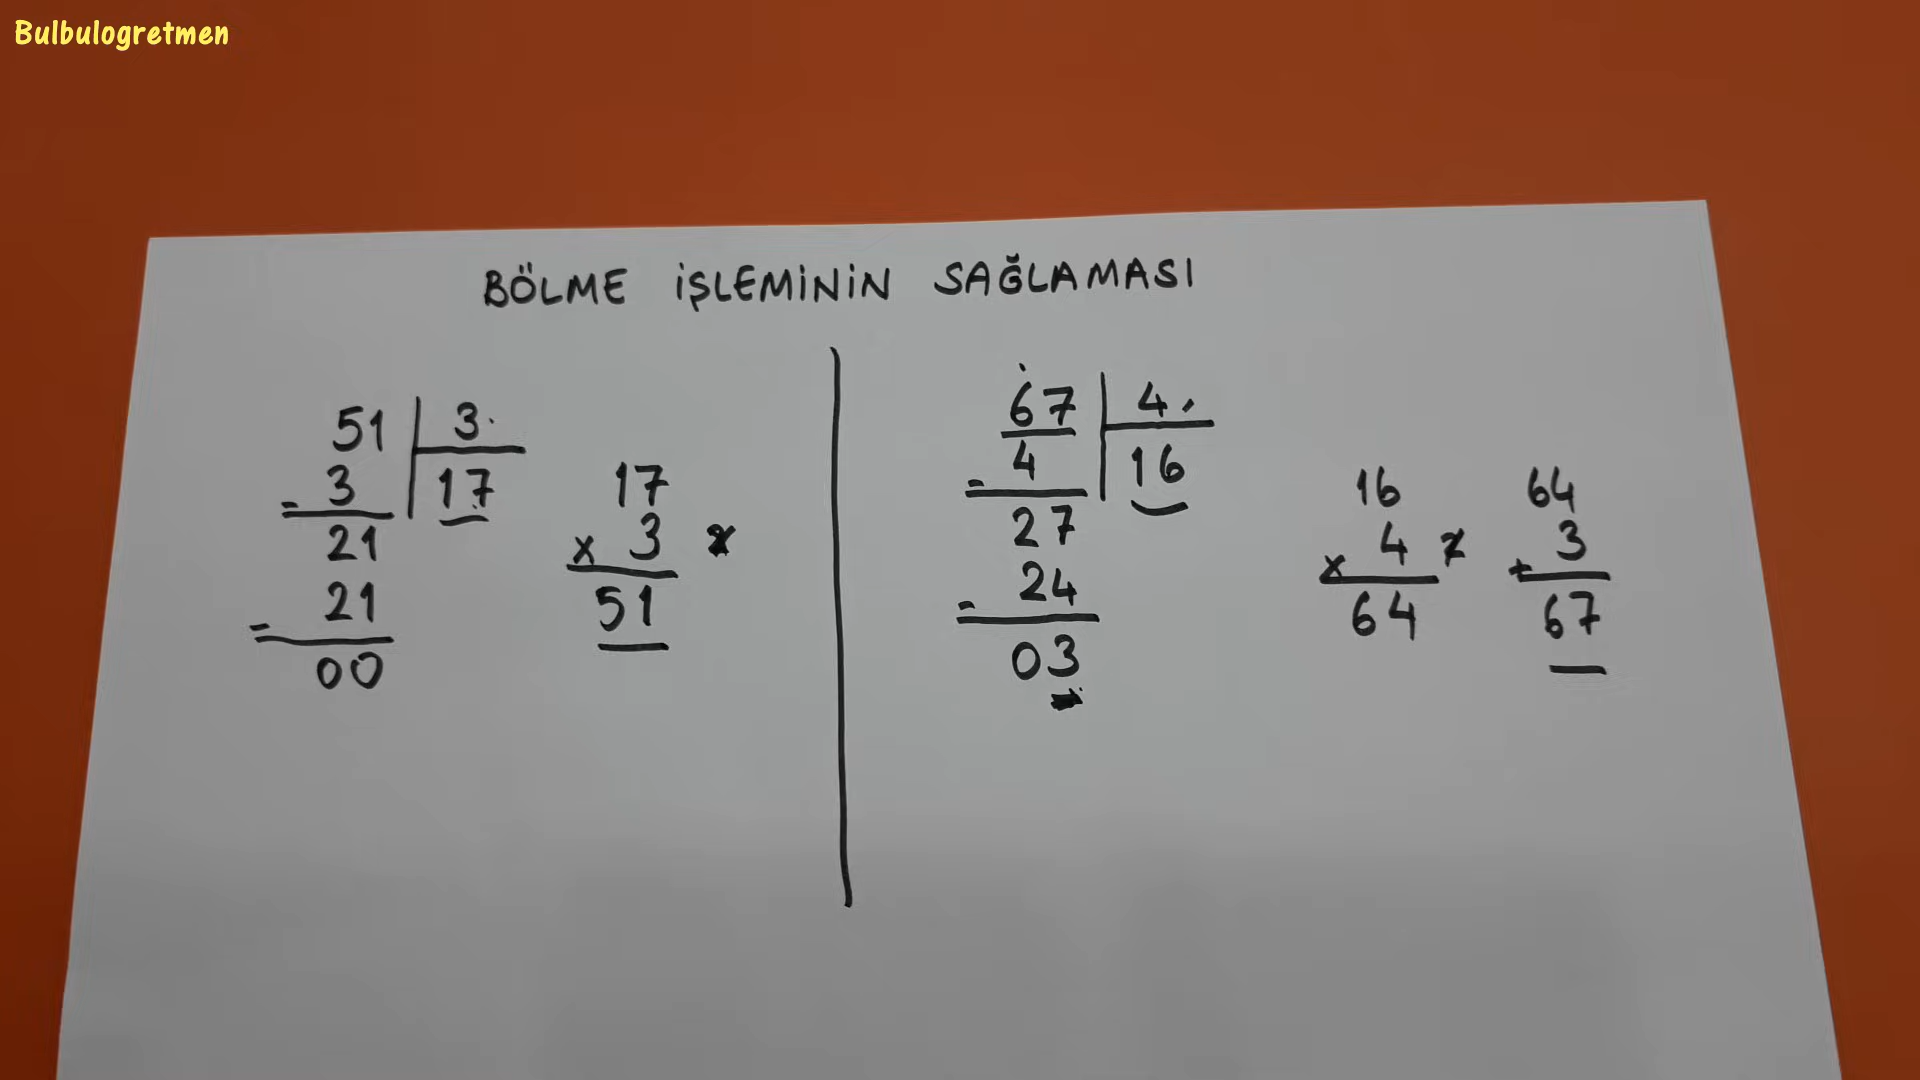 Bulbulogretmen
BÖLME İŞLEMİNİN SAĞLAMASI
51 | 3
- 3 | 17
21
- 21
00
17
x 3
51
67 | 4
- 4 | 16
27
- 24
03
16
x 4
64
64
+ 3
67